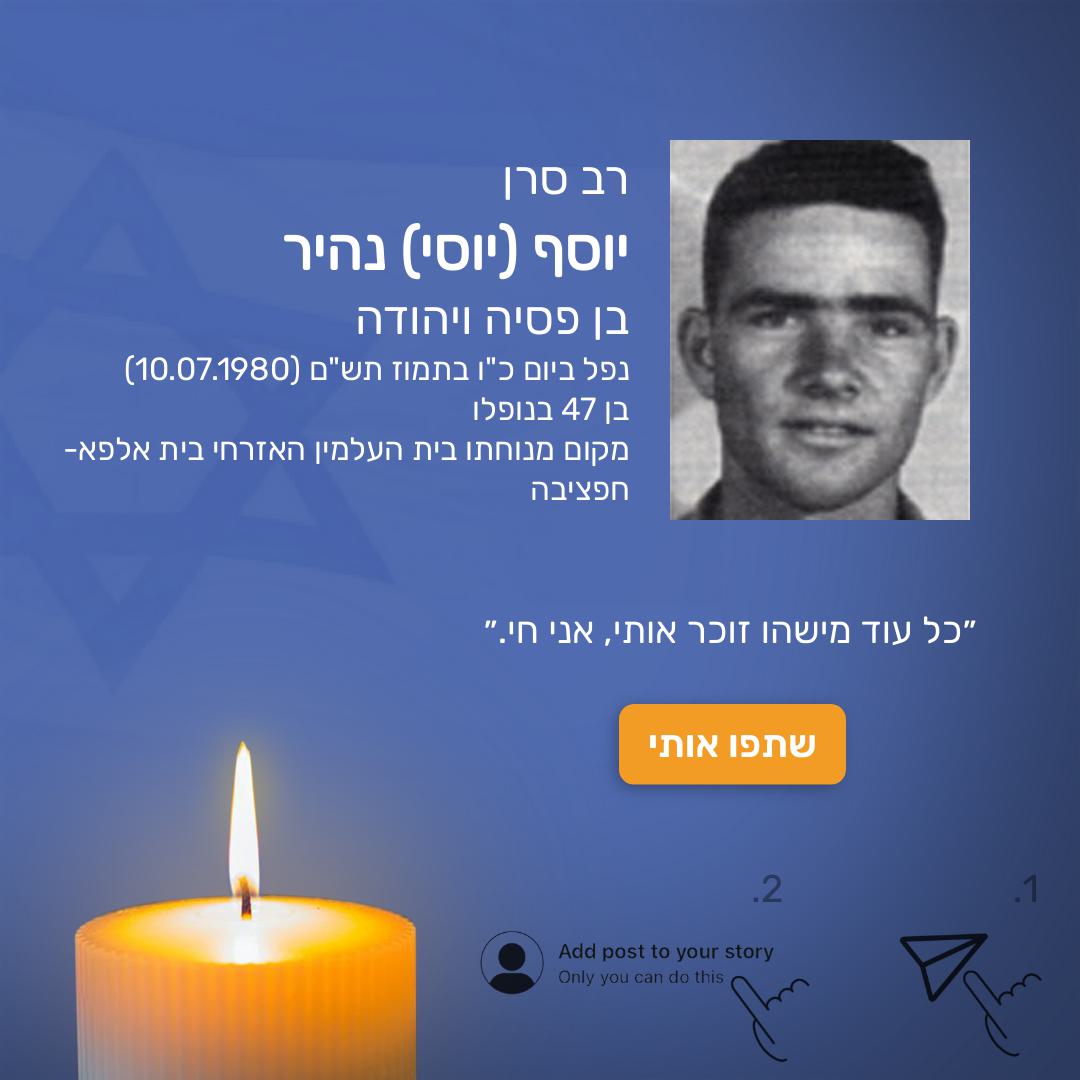 רב סרן
יוסף (יוסי) נהיר
בן פסיה ויהודה
נפל ביום כ"ו בתמוז תש"ם (10.07.1980)
בן 47 בנופלו
מקום מנוחתו בית העלמין האזרחי בית אלפא-
חפציבה
״כל עוד מישהו זוכר אותי, אני חי.״
שתפו אותי
.1
.2
Add post to your story
Only you can do this